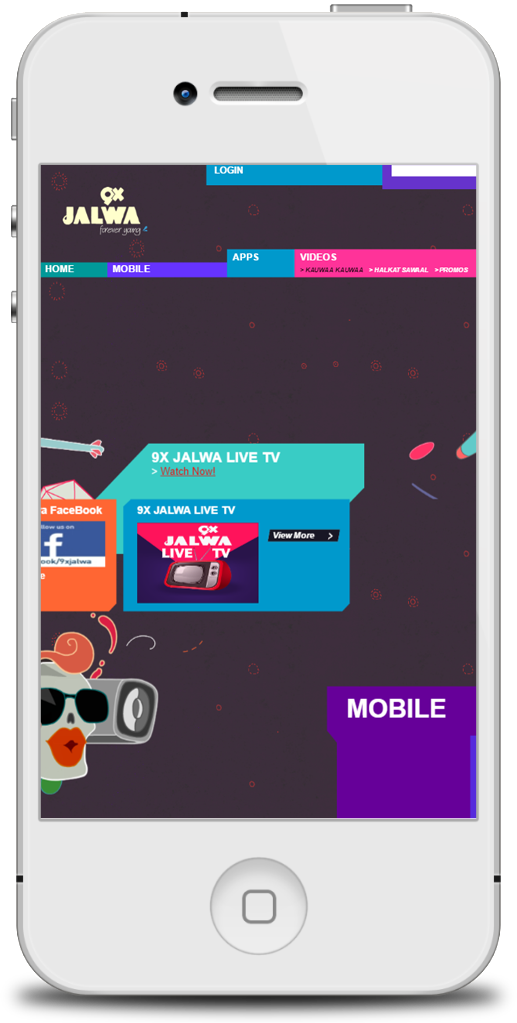 LOGIN
9X
JALWA
forever young
HOME
MOBILE
APPS
VIDEOS
> KAUWAA KAUWAA > HALKAT SAWAAL >PROMOS
9X JALWA LIVE TV
> Watch Now!
a FaceBook
llow us on
f
ook/9xjalwa
e
9X JALWA LIVE TV
9X
JALWA
LIVE TV
View More >
MOBILE